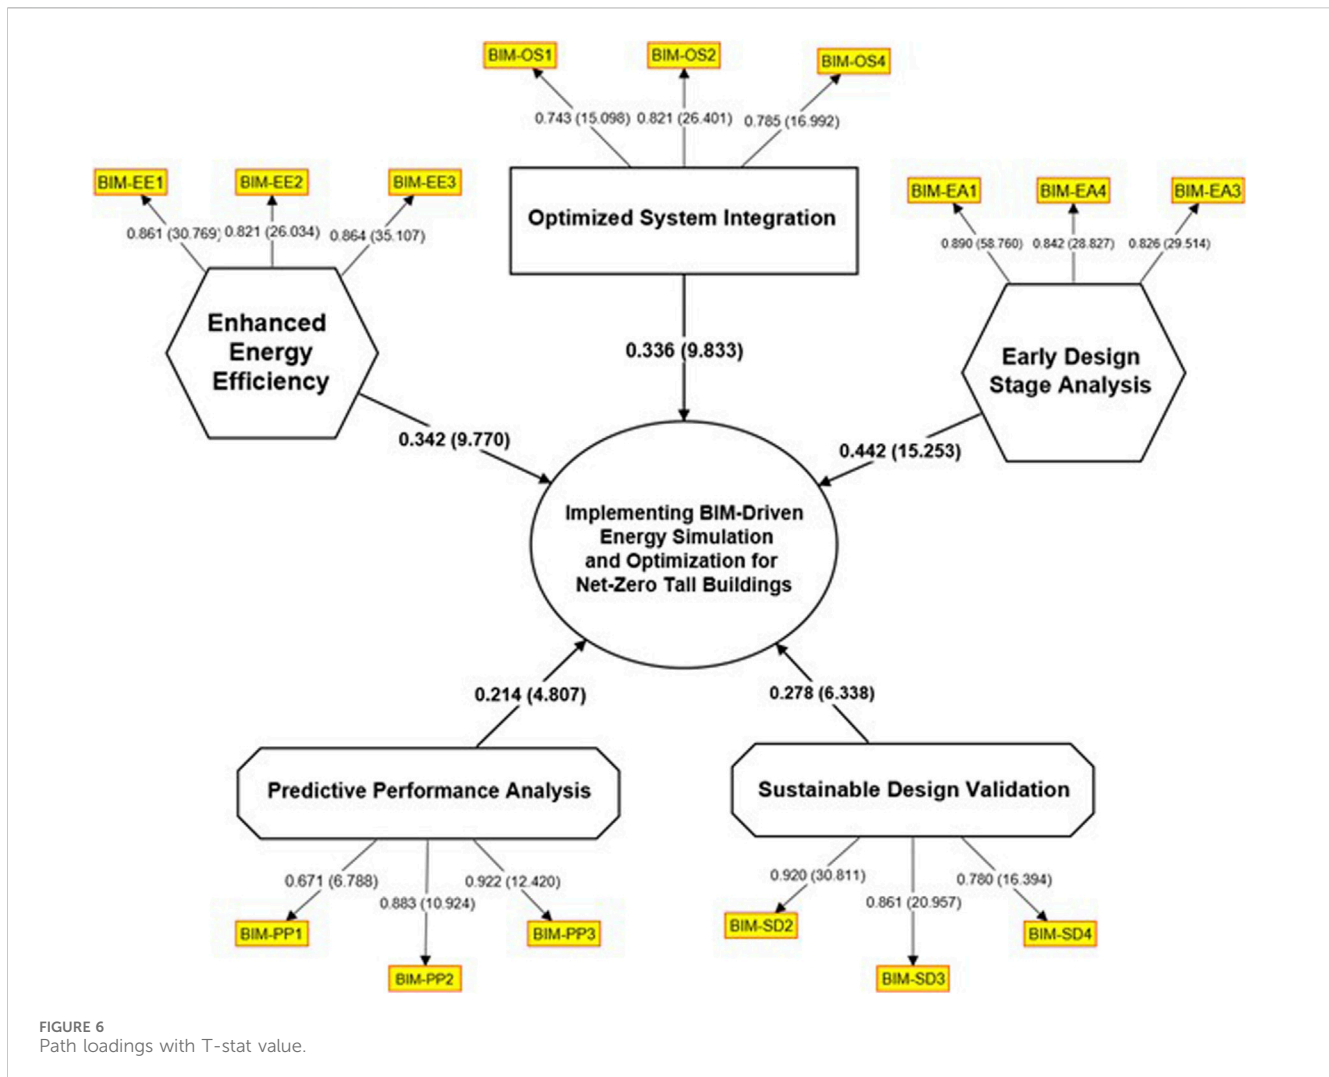 BIM-OS1
BIM-OS2
BIM-OS4
0.743 (15.098)
0.821 (26.401)
0.785 (16.992)
Optimized System Integration
0.336 (9.833)
BIM-EE1
BIM-EE2
BIM-EE3
0.861 (30.769)
0.821 (26.034)
0.864 (35.107)
Enhanced
Energy
Efficiency
0.342 (9.770)
BIM-EA1
BIM-EA4
BIM-EA3
0.890 (58.760)
0.842 (28.827)
0.826 (29.514)
Early Design
Stage Analysis
0.442 (15.253)
Implementing BIM-Driven
Energy Simulation
and Optimization for
Net-Zero Tall Buildings
0.214 (4.807)
0.278 (6.338)
Predictive Performance Analysis
0.671 (6.788)
0.883 (10.924)
0.922 (12.420)
BIM-PP1
BIM-PP2
BIM-PP3
Sustainable Design Validation
0.920 (30.811)
0.861 (20.957)
0.780 (16.394)
BIM-SD2
BIM-SD3
BIM-SD4
FIGURE 6
Path loadings with T-stat value.